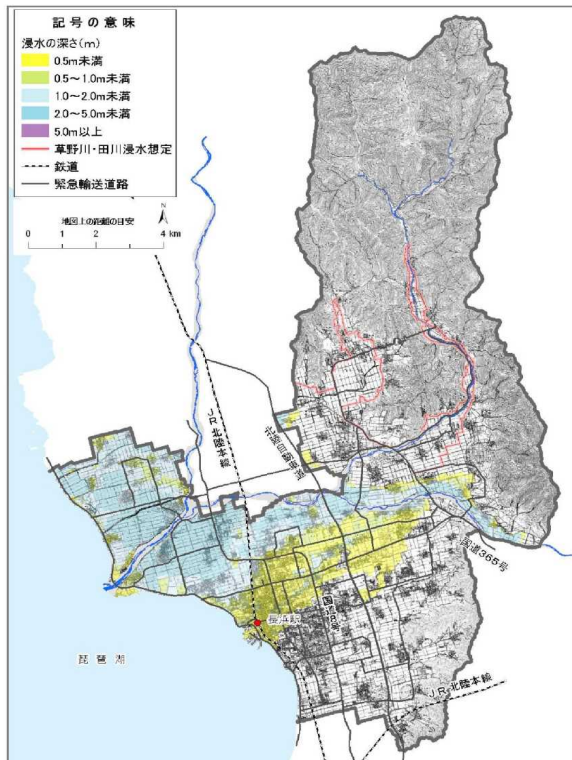 記号の意味
浸水の深さ(m)
0.5m未満
0.5～1.0m未満
1.0～2.0m未満
2.0～5.0m未満
5.0m以上
草野川・田川浸水想定
鉄道
緊急輸送道路
地図上の距離の目安
N
0 1 2 4 km
JR北陸本線
北陸自動車道
国道365号
長浜駅
国道8号
琵琶湖
JR北陸本線